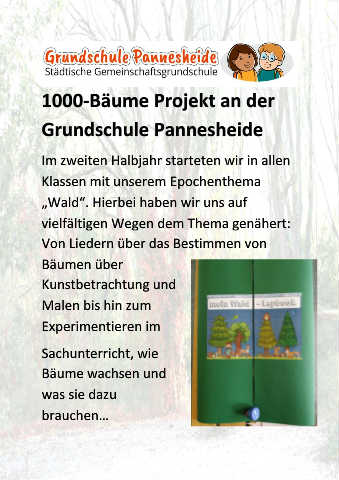 Grundschule Pannesheide
Städtische Gemeinschaftsgrundschule
1000-Bäume Projekt an der
Grundschule Pannesheide
Im zweiten Halbjahr starteten wir in allen
Klassen mit unserem Epochenthema
„Wald“. Hierbei haben wir uns auf
vielfältigen Wegen dem Thema genähert:
Von Liedern über das Bestimmen von
Bäumen über
Kunstbetrachtung und
Malen bis hin zum
Experimentieren im
Sachunterricht, wie
Bäume wachsen und
was sie dazu
brauchen…
mein Wald - Lapbook